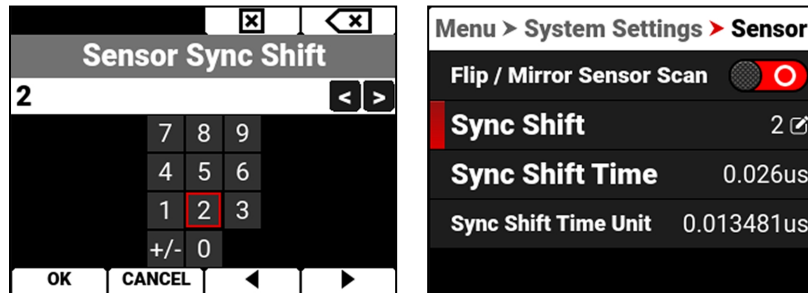 Sensor Sync Shift
2
< >
7 8 9
4 5 6
1 2 3
+/- 0
OK CANCEL ◀ ▶
Menu > System Settings > Sensor
Flip / Mirror Sensor Scan
Sync Shift 2
Sync Shift Time 0.026us
Sync Shift Time Unit 0.013481us